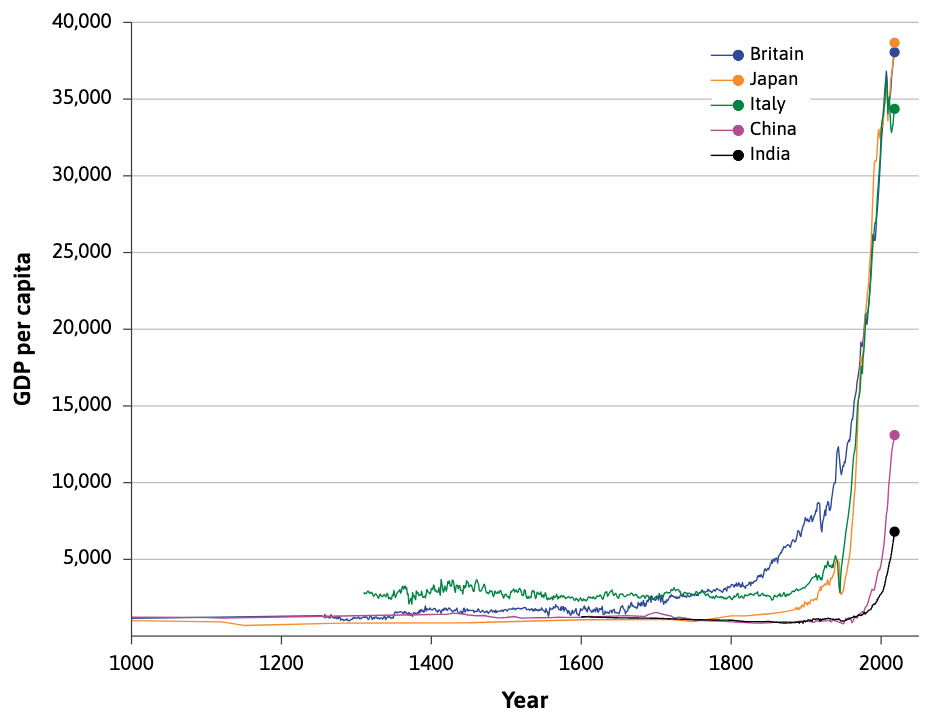 40,000
35,000
30,000
25,000
20,000
15,000
10,000
5,000
GDP per capita
Britain
Japan
Italy
China
India
1000 1200 1400 1600 1800 2000
Year